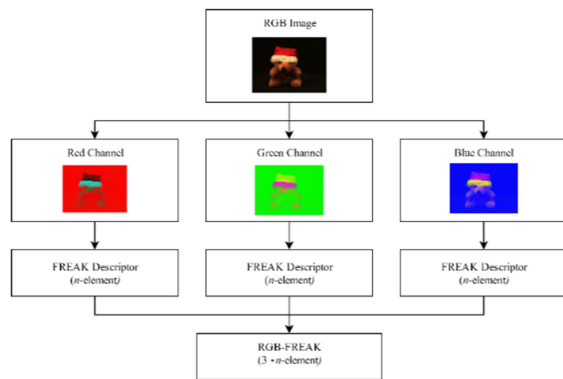 RGB Image
Red Channel
Green Channel
Blue Channel
FREAK Descriptor
(n-element)
FREAK Descriptor
(n-element)
FREAK Descriptor
(n-element)
RGB-FREAK
(3 * n-element)